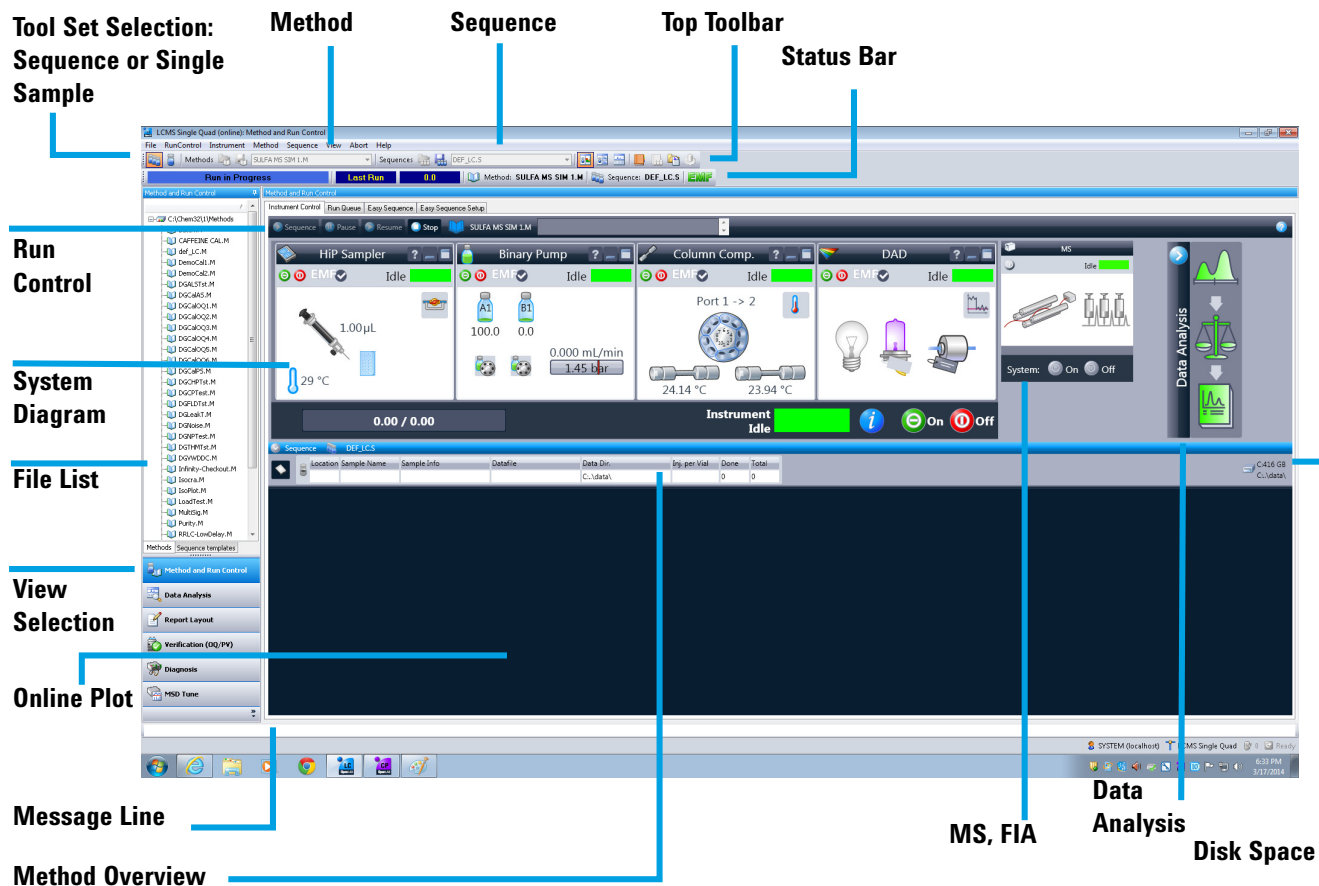 Tool Set Selection:
Sequence or Single
Sample
Method
Sequence
Top Toolbar
Status Bar
LCMS Single Quad (online): Method and Run Control
File RunControl Instrument Method Sequence View Abort Help
Methods SULFA MS SIM 1.M Sequences DEF_LC.S
Run in Progress Last Run 0.0 Method: SULFA MS SIM 1.M Sequence: DEF_LC.S EMF
Method and Run Control
Method and Run Control
Instrument Control Run Queue Easy Sequence Easy Sequence Setup
C:\Chem32\1\Methods
CAFFEINE CAL.M
def_LC.M
DemoCal1.M
DemoCal2.M
DGALSTst.M
DGCalAS.M
DGCalOQ1.M
DGCalOQ2.M
DGCalOQ3.M
DGCalOQ4.M
DGCalOQ5.M
DGCalOQ6.M
DGCalPS.M
DGCHPTst.M
DGCPTest.M
DGFLDTst.M
DGLeakT.M
DGNoise.M
DGNPTest.M
DGTHMTst.M
DGVWDDC.M
Infinity-Checkout.M
Isocra.M
IsoPlot.M
LoadTest.M
MultiSig.M
Purity.M
RRLC-LowDelay.M
Methods Sequence templates
Method and Run Control
Data Analysis
Report Layout
Verification (OQ/PV)
Diagnosis
MSD Tune
Sequence Pause Resume Stop SULFA MS SIM 1.M
HiP Sampler ?
EMF Idle
1.00 µL
29 °C
Binary Pump ?
EMF Idle
A1 B1
100.0 0.0
0.000 mL/min
1.45 bar
Column Comp. ?
EMF Idle
Port 1 -> 2
24.14 °C 23.94 °C
DAD ?
EMF Idle
MS
Idle
System: On Off
Data Analysis
0.00 / 0.00
Instrument
Idle
i
On Off
Sequence DEF_LC.S
Location Sample Name Sample Info Datafile Data Dir. Inj. per Vial Done Total
C:..\data\ 0 0
C:416 GB
C:..\data\
SYSTEM (localhost) LCMS Single Quad 0 Ready
LC CP
6:33 PM
3/17/2014
Run
Control
System
Diagram
File List
View
Selection
Online Plot
Message Line
Method Overview
MS, FIA
Data
Analysis
Disk Space